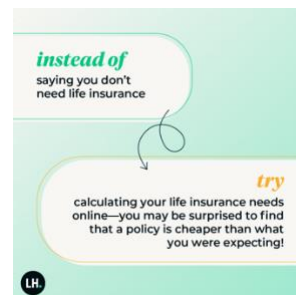 instead of
saying you don't
need life insurance
try
calculating your life insurance needs
online—you may be surprised to find
that a policy is cheaper than what
you were expecting!
LH.